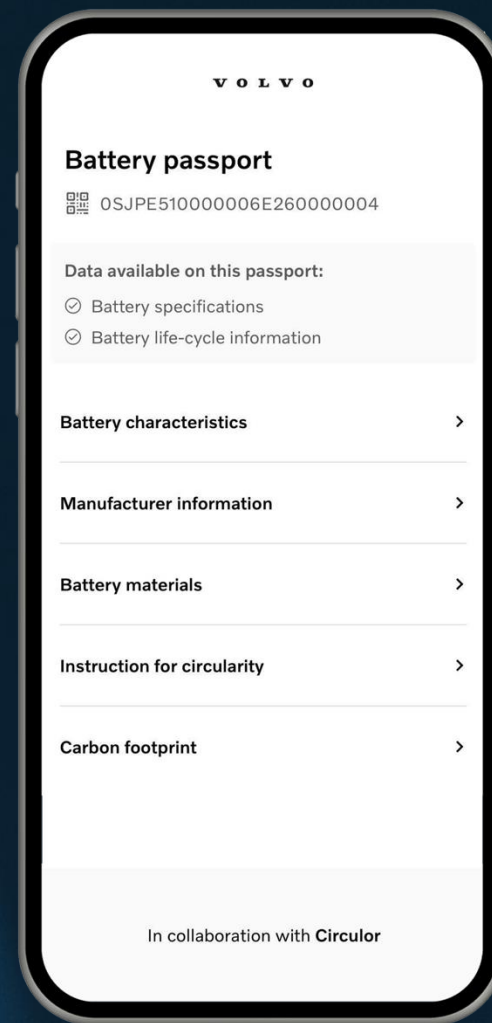 VOLVO
Battery passport
0SJPE510000006E260000004
Data available on this passport:
Battery specifications
Battery life-cycle information
Battery characteristics
Manufacturer information
Battery materials
Instruction for circularity
Carbon footprint
In collaboration with Circulor